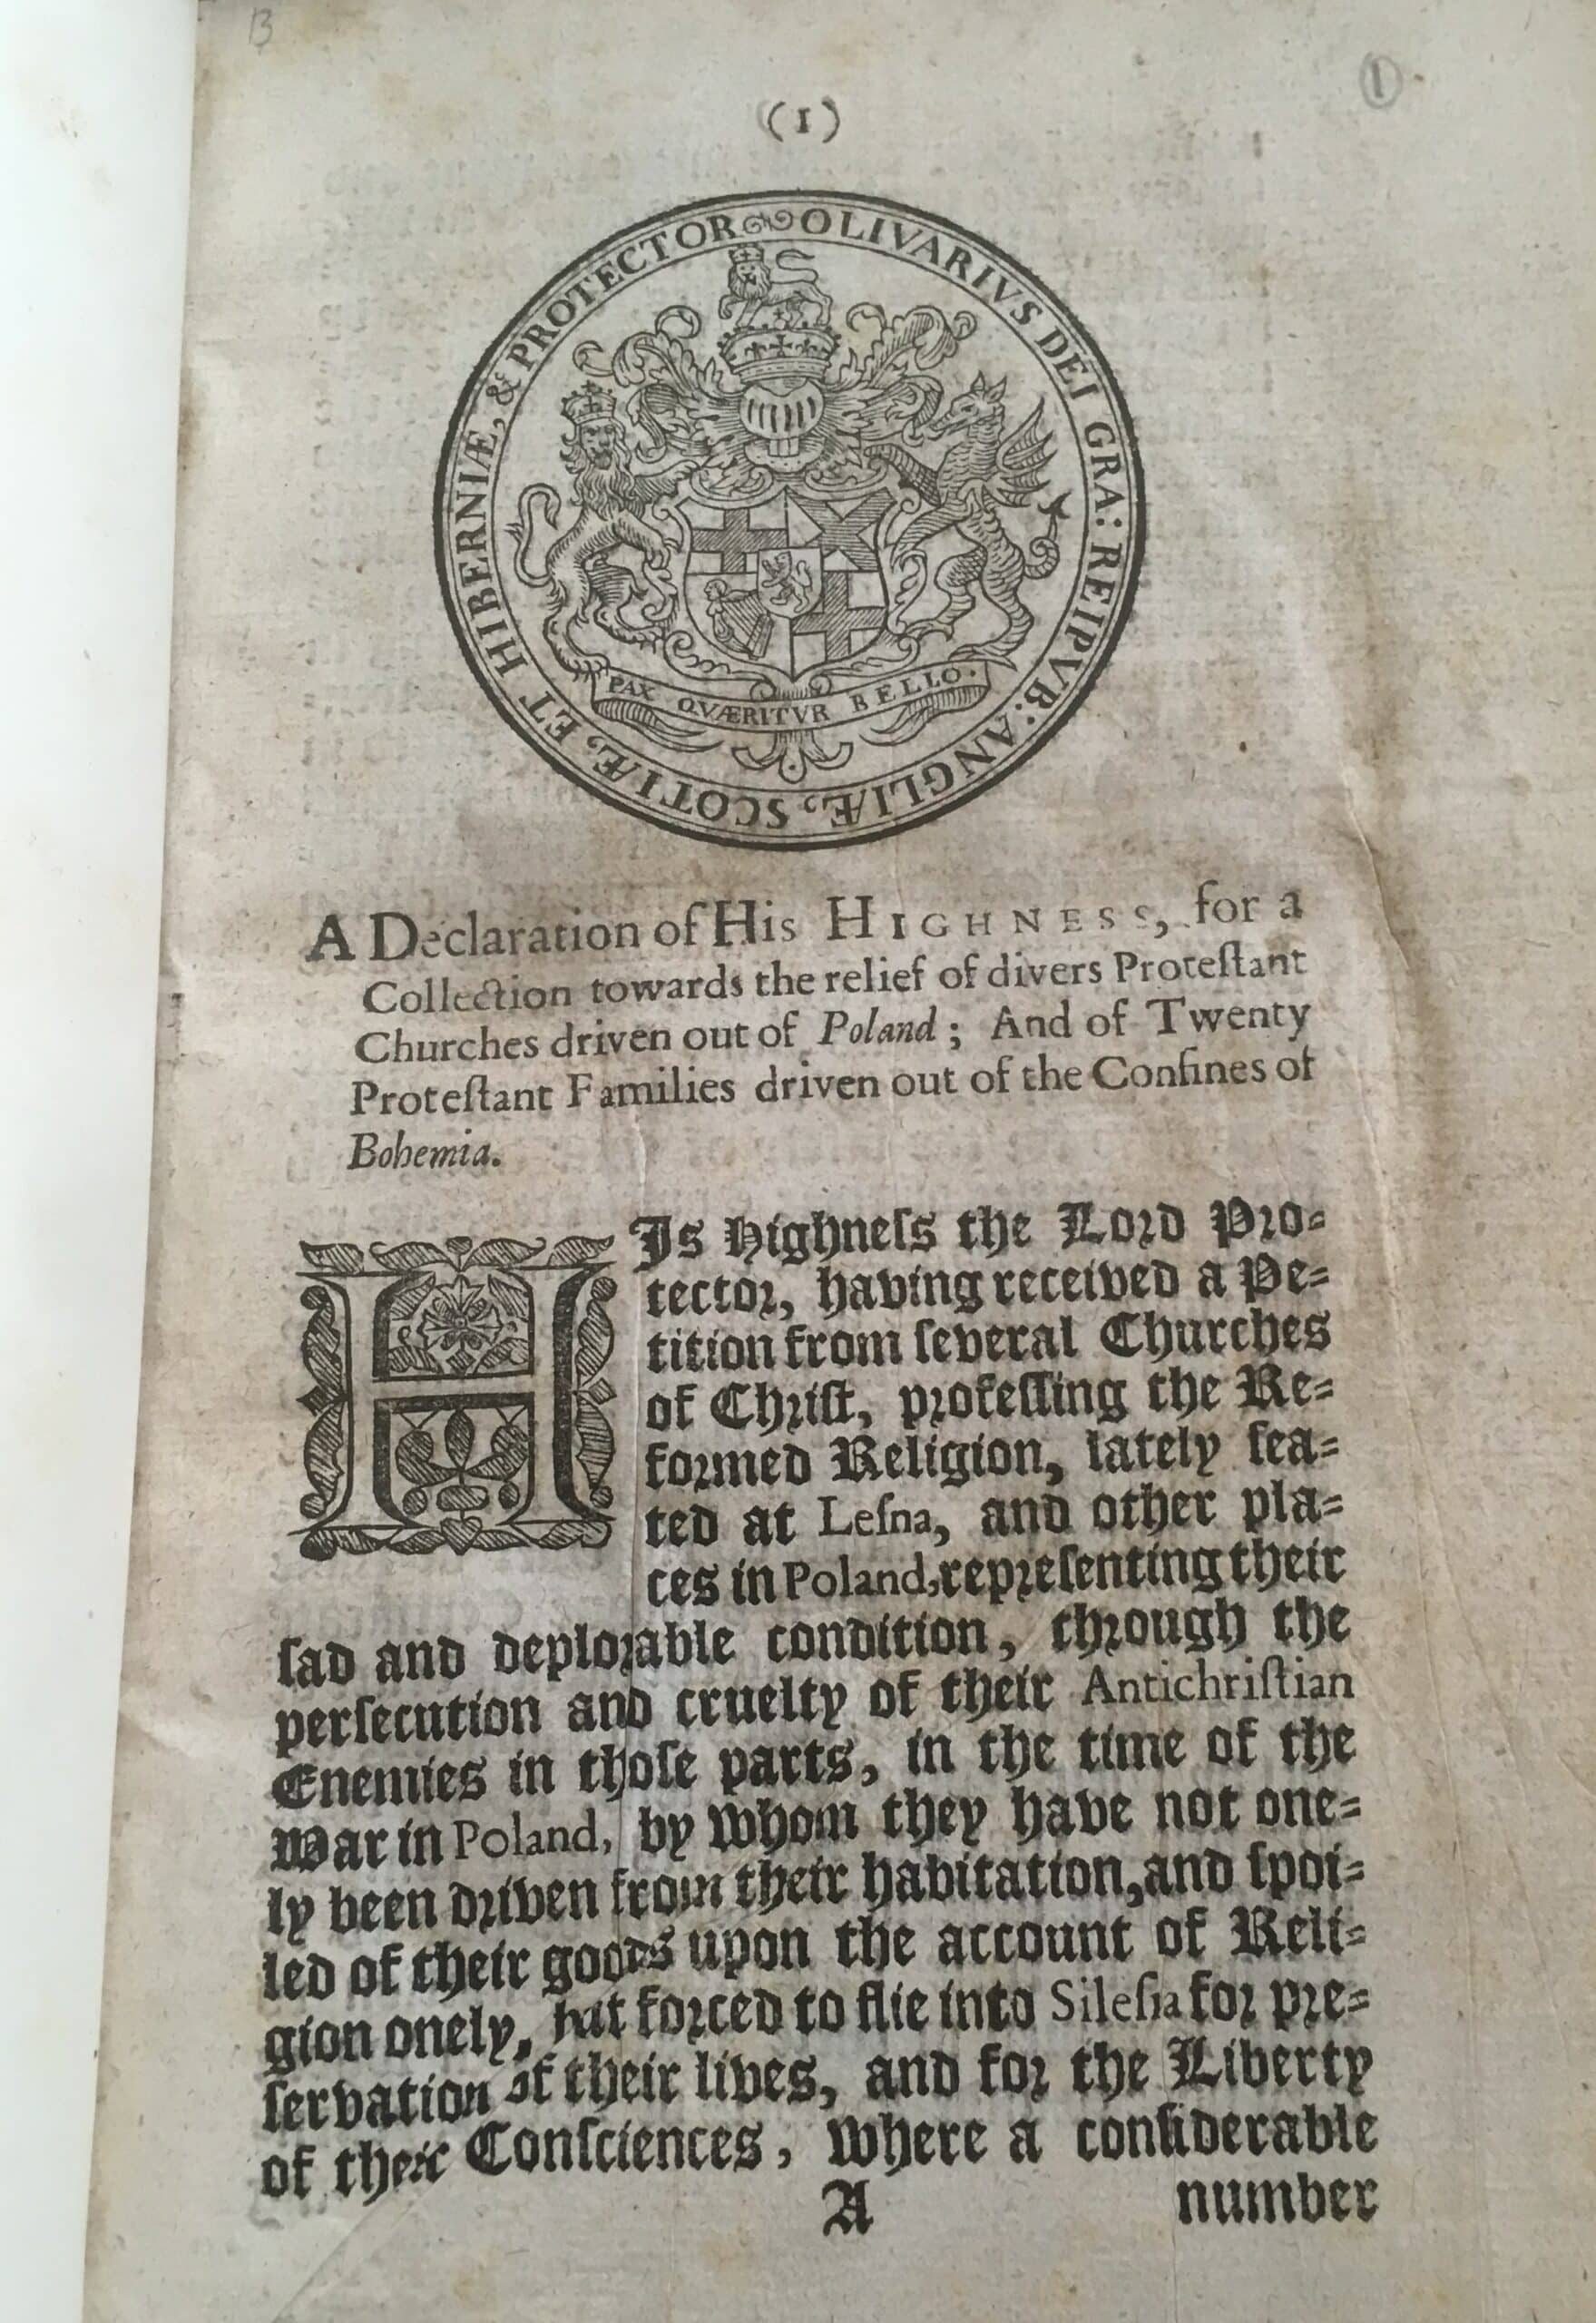 13
1
(1)
OLIVARIVS DEI GRA: REIPVB: ANGLIÆ, SCOTIÆ, ET HIBERNIÆ, & PROTECTOR
PAX QVÆRITVR BELLO.
A Declaration of His HIGHNESS, for a
Collection towards the relief of divers Proteſtant
Churches driven out of Poland; And of Twenty
Proteſtant Families driven out of the Confines of
Bohemia.
HIs Highneſs the Lord Pro=
tector, having received a Pe=
tition from ſeveral Churches
of Chriſt, profeſſing the Re=
formed Religion, lately ſea=
ted at Leſna, and other pla=
ces in Poland, repreſenting their
ſad and deplorable condition, through the
perſecution and cruelty of their Antichriſtian
Enemies in thoſe parts, in the time of the
War in Poland, by whom they have not one=
ly been driven from their habitation, and ſpoi=
led of their goods upon the account of Reli=
gion onely, but forced to flie into Sileſia for pre=
ſervation of their lives, and for the Liberty
of their Conſciences, where a conſiderable
A number